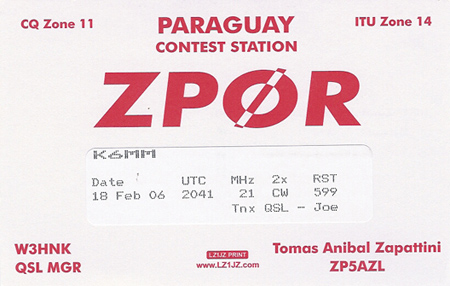 CQ Zone 11
PARAGUAY
ITU Zone 14
CONTEST STATION
ZPØR
K6MM
Date UTC MHz 2x RST
18 Feb 06 2041 21 CW 599
Tnx QSL - Joe
W3HNK
QSL MGR
LZ1JZ PRINT
www.LZ1JZ.com
Tomas Anibal Zapattini
ZP5AZL